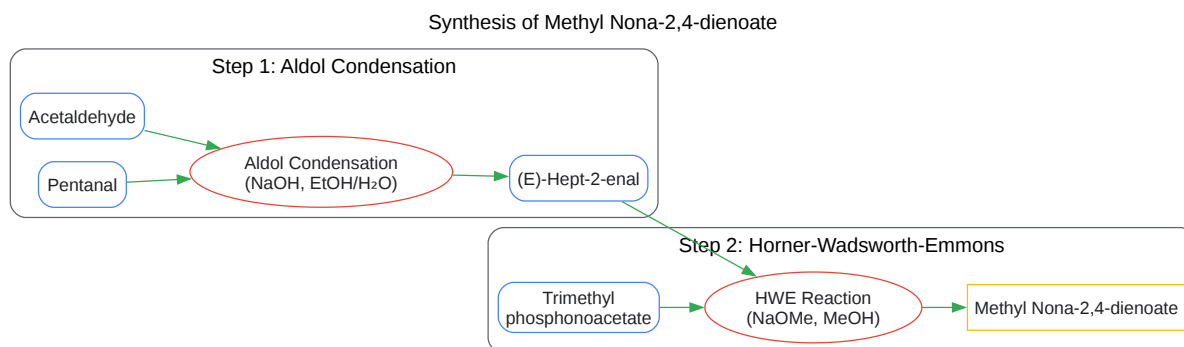 Synthesis of Methyl Nona-2,4-dienoate
Step 1: Aldol Condensation
Acetaldehyde
Pentanal
Aldol Condensation
(NaOH, EtOH/H₂O)
(E)-Hept-2-enal
Step 2: Horner-Wadsworth-Emmons
Trimethyl
phosphonoacetate
HWE Reaction
(NaOMe, MeOH)
Methyl Nona-2,4-dienoate